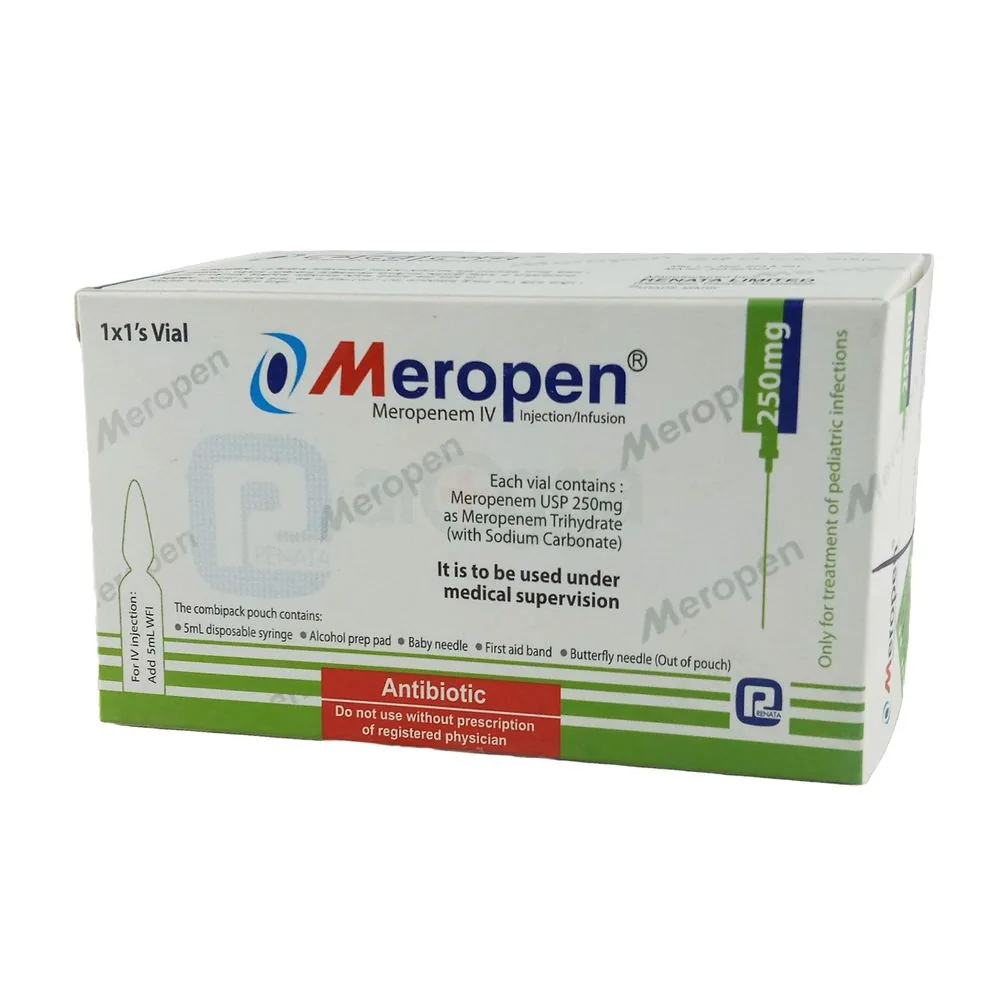 RENATA LIMITED
1x1's Vial
Meropen®
Meropenem IV Injection/Infusion
250mg
Each vial contains :
Meropenem USP 250mg
as Meropenem Trihydrate
(with Sodium Carbonate)
It is to be used under
medical supervision
Only for treatment of pediatric infections
For IV injection:
Add 5mL WFI
The combipack pouch contains:
• 5mL disposable syringe • Alcohol prep pad • Baby needle • First aid band • Butterfly needle (Out of pouch)
Antibiotic
Do not use without prescription
of registered physician
RENATA
RENATA
Meropen
Meropen
Meropen
Meropen
Meropen
Meropen
250mg
Meropen